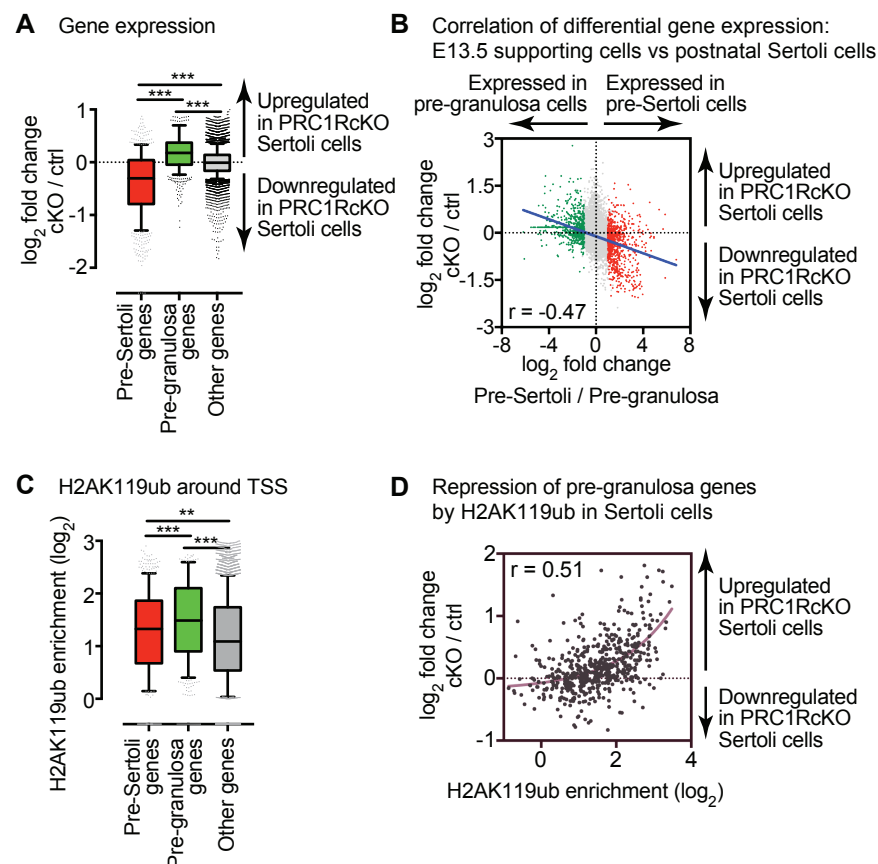 A Gene expression
***
*** ***
log2 fold change
cKO / ctrl
1
0
-1
-2
Upregulated
in PRC1RcKO
Sertoli cells
Downregulated
in PRC1RcKO
Sertoli cells
Pre-Sertoli
genes
Pre-granulosa
genes
Other genes
B Correlation of differential gene expression:
E13.5 supporting cells vs postnatal Sertoli cells
Expressed in
pre-granulosa cells
Expressed in
pre-Sertoli cells
log2 fold change
cKO / ctrl
3
1.5
0
-1.5
-3
r = -0.47
-8 -4 0 4 8
log2 fold change
Pre-Sertoli / Pre-granulosa
Upregulated
in PRC1RcKO
Sertoli cells
Downregulated
in PRC1RcKO
Sertoli cells
C H2AK119ub around TSS
**
*** ***
H2AK119ub enrichment (log2)
3
2
1
0
Pre-Sertoli
genes
Pre-granulosa
genes
Other genes
D Repression of pre-granulosa genes
by H2AK119ub in Sertoli cells
log2 fold change
cKO / ctrl
2
1
0
-1
r = 0.51
0 2 4
H2AK119ub enrichment (log2)
Upregulated
in PRC1RcKO
Sertoli cells
Downregulated
in PRC1RcKO
Sertoli cells